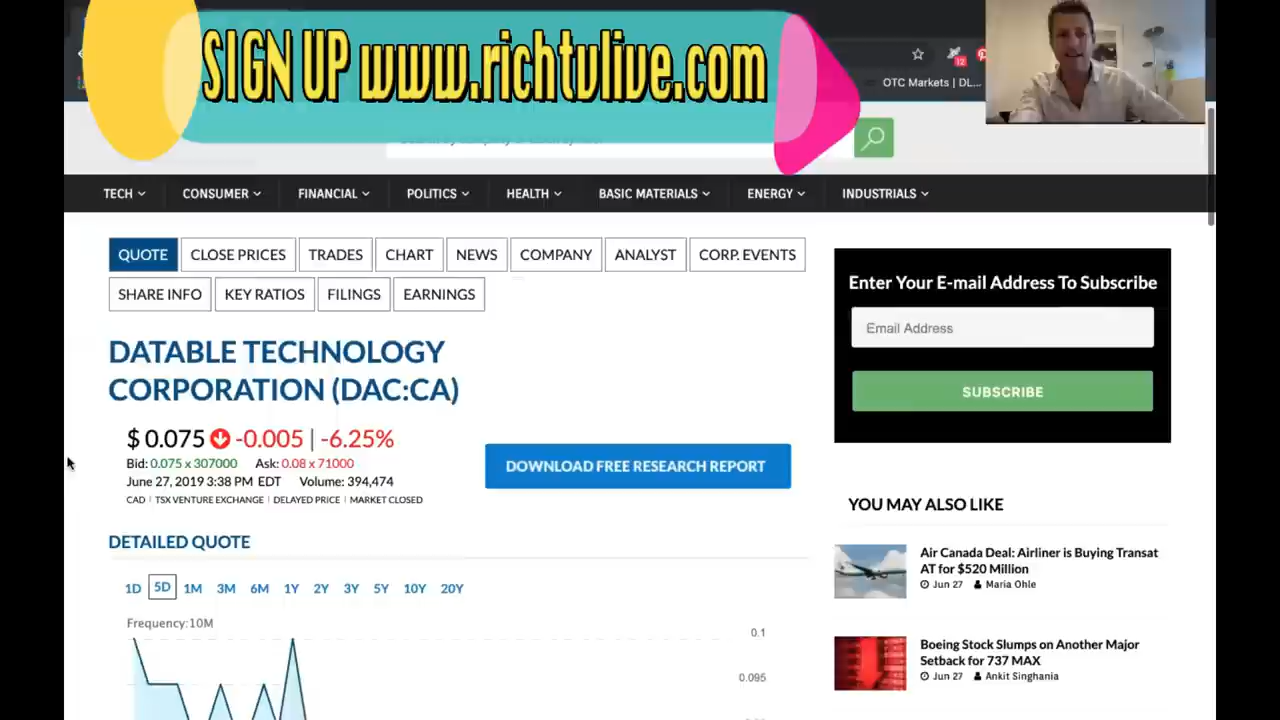 SIGN UP www.richtvlive.com
12
OTC Markets | DL...
TECH
CONSUMER
FINANCIAL
POLITICS
HEALTH
BASIC MATERIALS
ENERGY
INDUSTRIALS
QUOTE
CLOSE PRICES
TRADES
CHART
NEWS
COMPANY
ANALYST
CORP. EVENTS
SHARE INFO
KEY RATIOS
FILINGS
EARNINGS
DATABLE TECHNOLOGY
CORPORATION (DAC:CA)
$ 0.075 -0.005 | -6.25%
Bid: 0.075 x 307000 Ask: 0.08 x 71000
June 27, 2019 3:38 PM EDT Volume: 394,474
CAD | TSX VENTURE EXCHANGE | DELAYED PRICE | MARKET CLOSED
DOWNLOAD FREE RESEARCH REPORT
DETAILED QUOTE
1D 5D 1M 3M 6M 1Y 2Y 3Y 5Y 10Y 20Y
Frequency:10M
0.1
0.095
Enter Your E-mail Address To Subscribe
Email Address
SUBSCRIBE
YOU MAY ALSO LIKE
Air Canada Deal: Airliner is Buying Transat
AT for $520 Million
Jun 27 Maria Ohle
Boeing Stock Slumps on Another Major
Setback for 737 MAX
Jun 27 Ankit Singhania